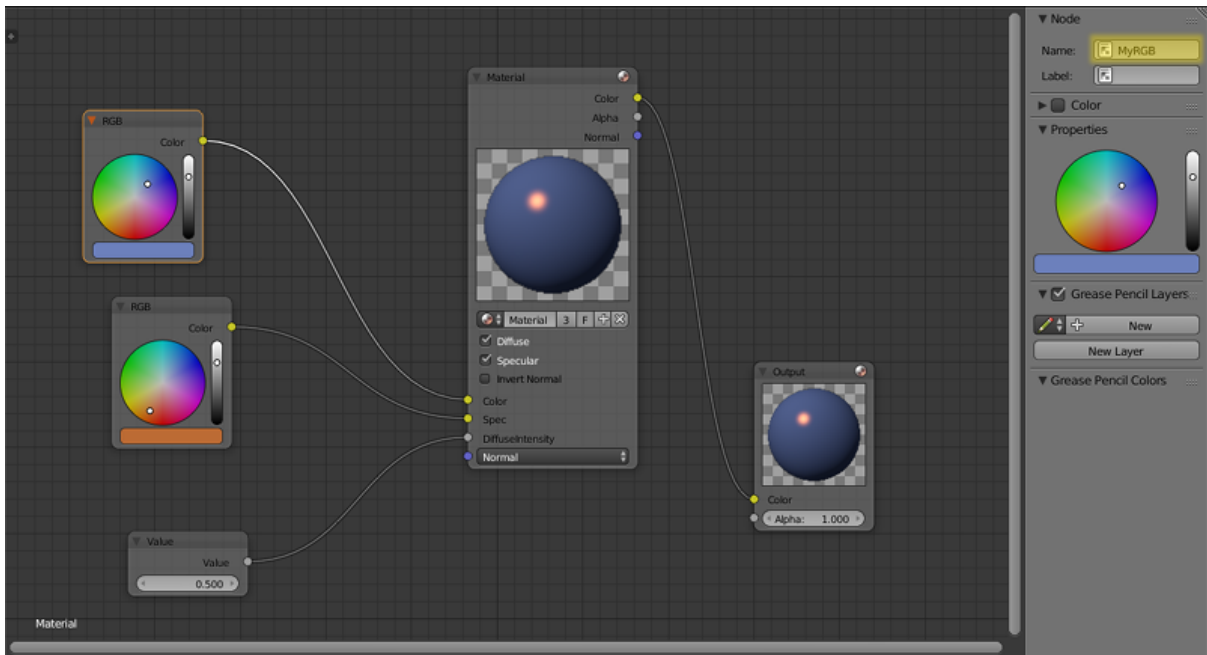 RGB
Color
RGB
Color
Value
Value
0.500
Material
Material
Color
Alpha
Normal
Material 3 F
Diffuse
Specular
Invert Normal
Color
Spec
DiffuseIntensity
Normal
Output
Color
Alpha: 1.000
Node
Name: MyRGB
Label:
Color
Properties
Grease Pencil Layers
New
New Layer
Grease Pencil Colors